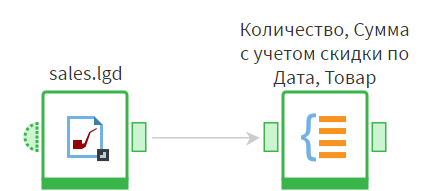 sales.lgd
Количество, Сумма
с учетом скидки по
Дата, Товар